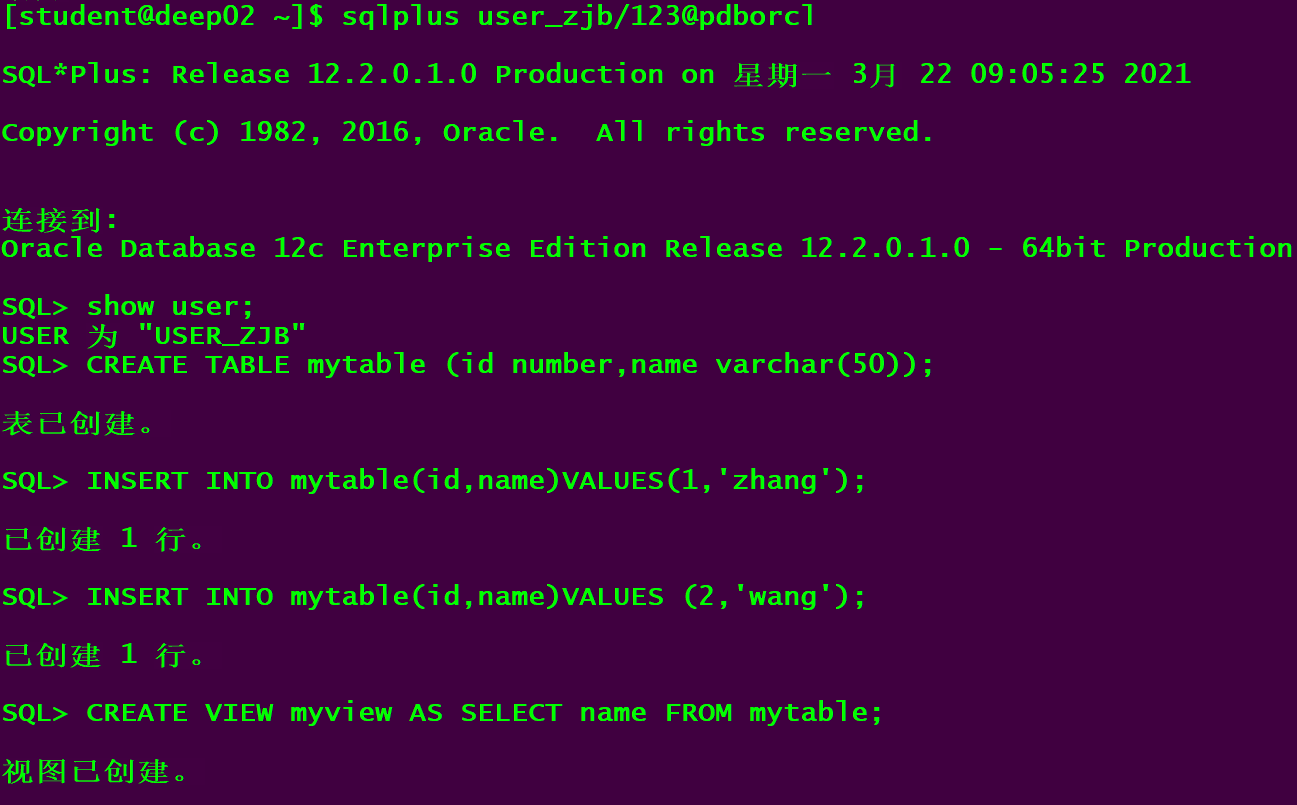 [student@deep02 ~]$ sqlplus user_zjb/123@pdborcl
SQL*Plus: Release 12.2.0.1.0 Production on 星期一 3月 22 09:05:25 2021
Copyright (c) 1982, 2016, Oracle.  All rights reserved.
连接到:
Oracle Database 12c Enterprise Edition Release 12.2.0.1.0 - 64bit Production
SQL> show user;
USER 为 "USER_ZJB"
SQL> CREATE TABLE mytable (id number,name varchar(50));
表已创建。
SQL> INSERT INTO mytable(id,name)VALUES(1,'zhang');
已创建 1 行。
SQL> INSERT INTO mytable(id,name)VALUES (2,'wang');
已创建 1 行。
SQL> CREATE VIEW myview AS SELECT name FROM mytable;
视图已创建。